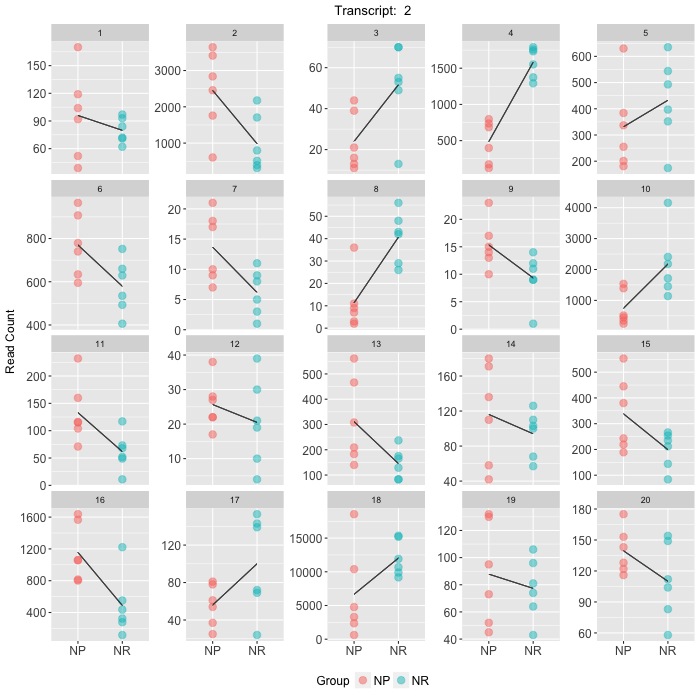 Transcript: 2
1 2 3 4 5
150 120 90 60
3000 2000 1000
60 40 20
1500 1000 500
600 500 400 300 200
6 7 8 9 10
800 600 400
20 15 10 5 0
50 40 30 20 10 0
20 15 10 5 0
4000 3000 2000 1000
Read Count
11 12 13 14 15
200 150 100 50 0
40 30 20 10
500 400 300 200 100
160 120 80 40
500 400 300 200 100
16 17 18 19 20
1600 1200 800 400
120 80 40
15000 10000 5000 0
120 100 80 60 40
180 150 120 90 60
NP NR NP NR NP NR NP NR NP NR
Group NP NR